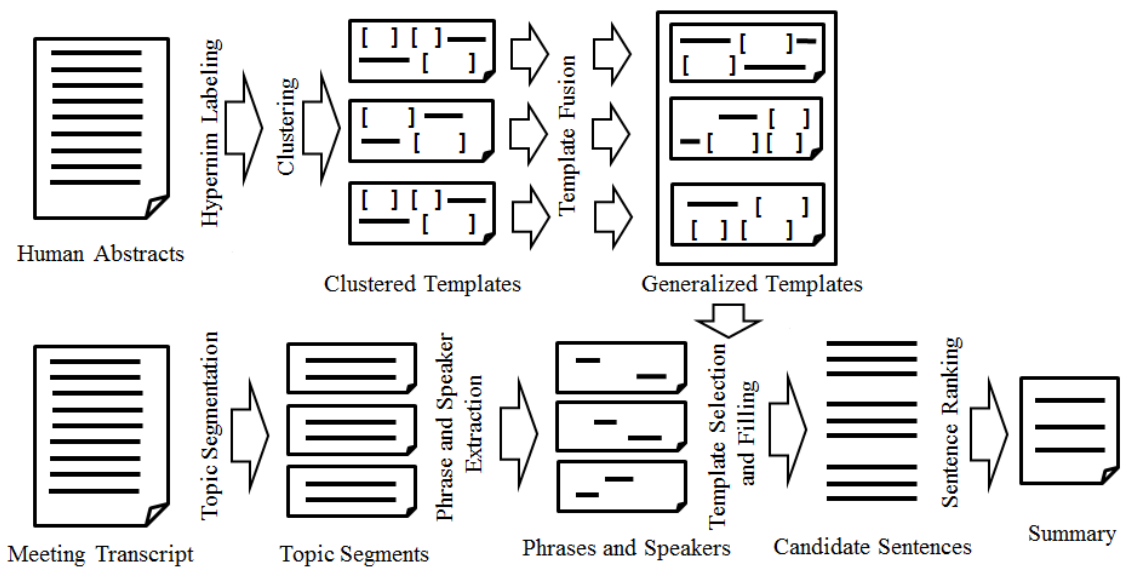 Human Abstracts
Hypernim Labeling
Clustering
[ ] [ ]
[ ]
[ ]
[ ]
[ ] [ ]
[ ]
Clustered Templates
Template Fusion
[ ]
[ ]
[ ]
[ ] [ ]
[ ]
[ ] [ ]
Generalized Templates
Meeting Transcript
Topic Segmentation
Topic Segments
Phrase and Speaker
Extraction
Phrases and Speakers
Template Selection
and Filling
Candidate Sentences
Sentence Ranking
Summary